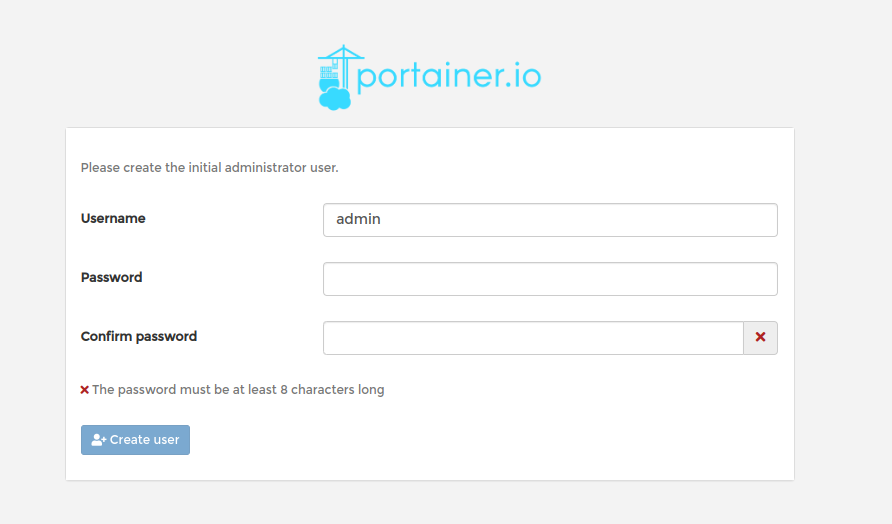 portainer.io
Please create the initial administrator user.
Username
admin
Password
Confirm password
The password must be at least 8 characters long
Create user